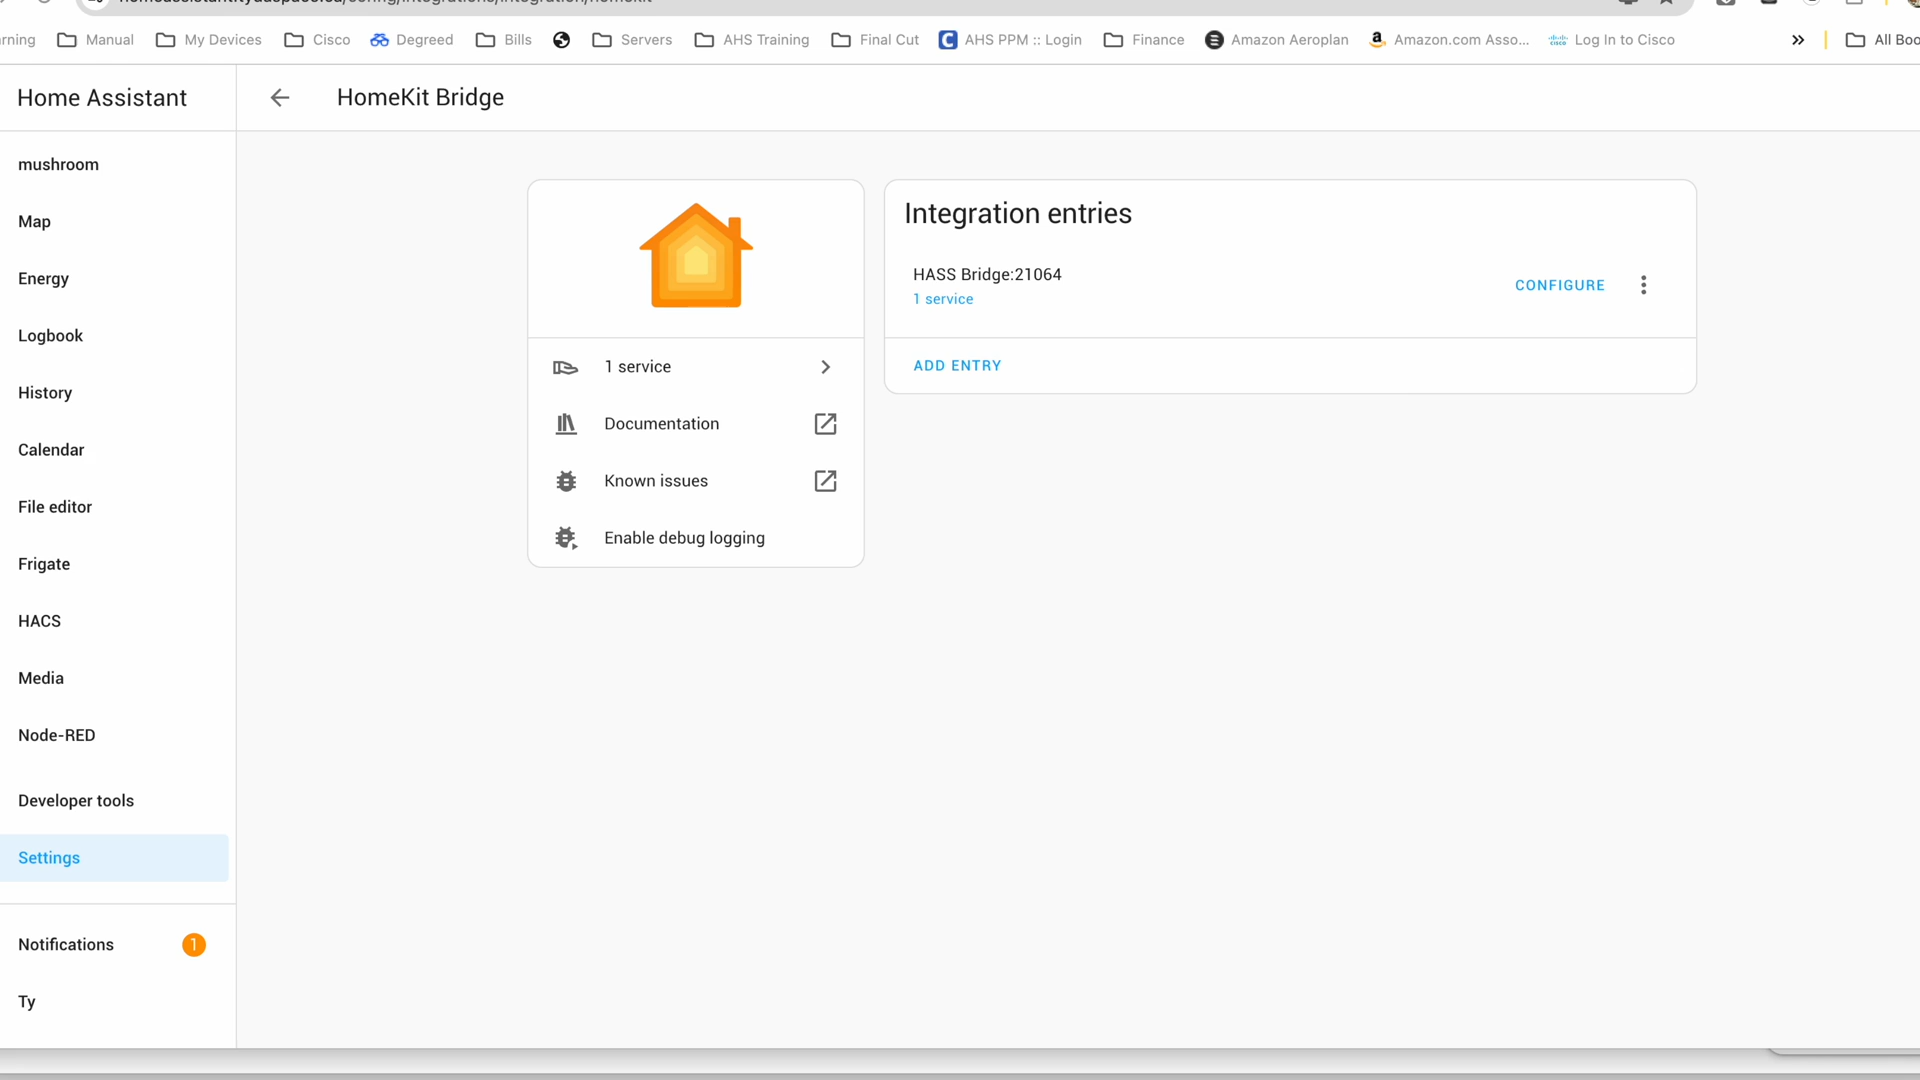 rning
Manual
My Devices
Cisco
Degreed
Bills
Servers
AHS Training
Final Cut
AHS PPM :: Login
Finance
Amazon Aeroplan
Amazon.com Asso...
Log In to Cisco
All Boo
Home Assistant
HomeKit Bridge
mushroom
Map
Energy
Logbook
History
Calendar
File editor
Frigate
HACS
Media
Node-RED
Developer tools
Settings
Notifications
1
Ty
1 service
Documentation
Known issues
Enable debug logging
Integration entries
HASS Bridge:21064
1 service
CONFIGURE
ADD ENTRY